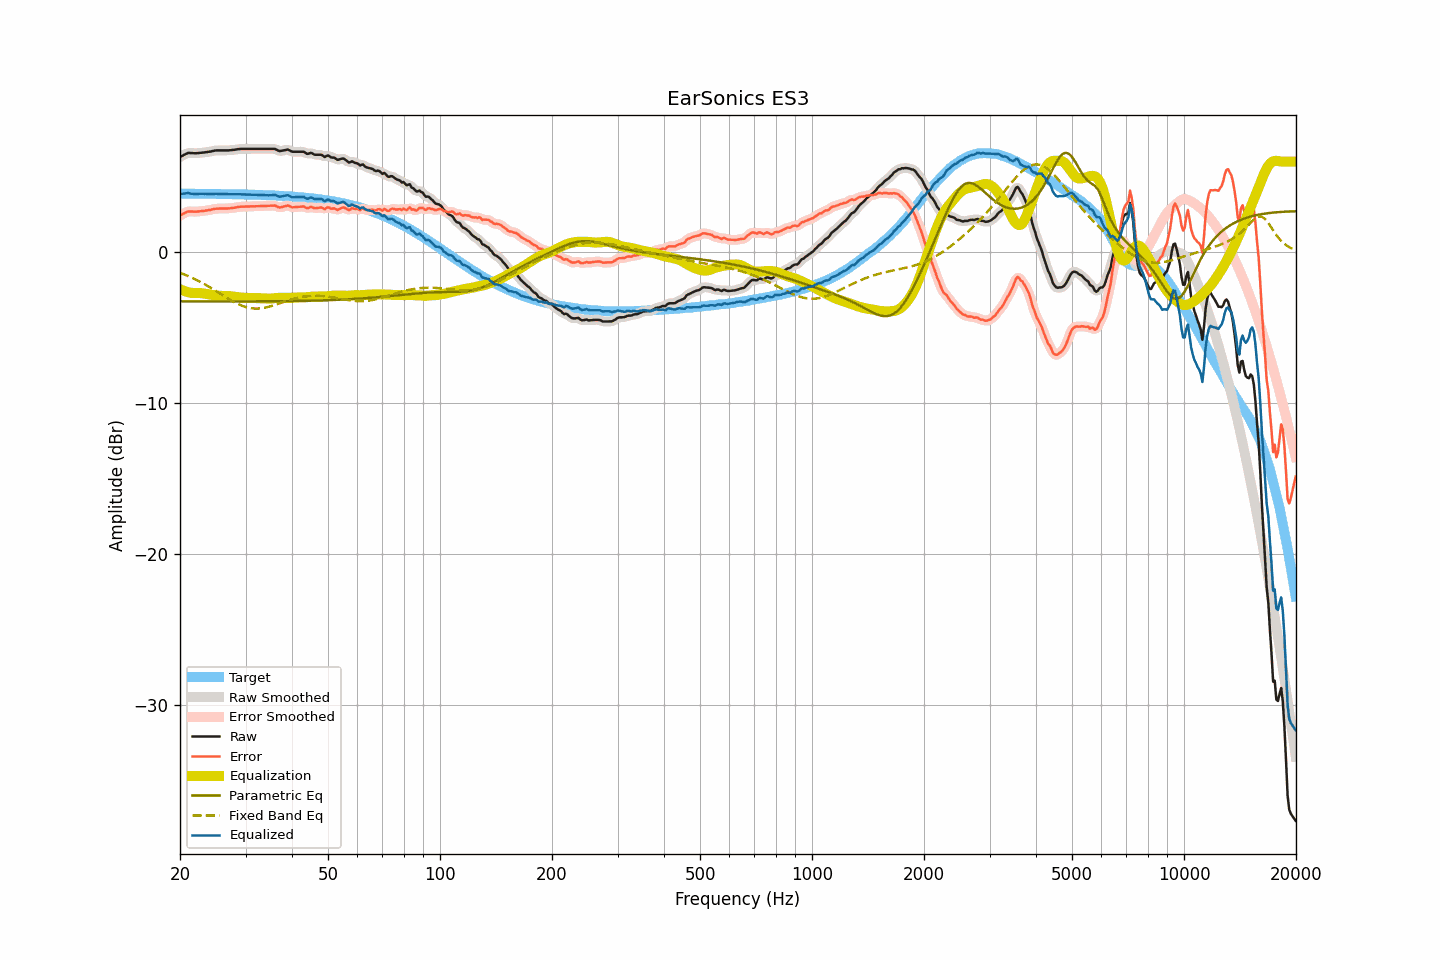 EarSonics ES3
Amplitude (dBr)
0
−10
−20
−30
Target
Raw Smoothed
Error Smoothed
Raw
Error
Equalization
Parametric Eq
Fixed Band Eq
Equalized
20 50 100 200 500 1000 2000 5000 10000 20000
Frequency (Hz)